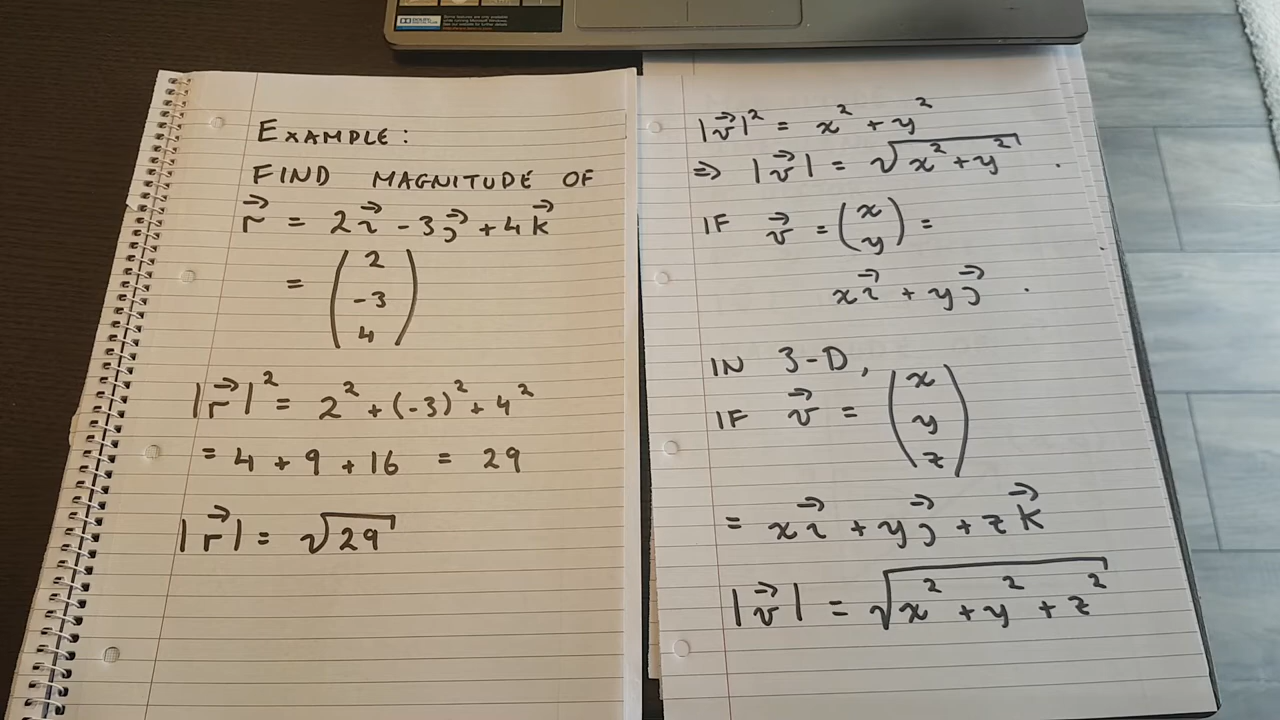 EXAMPLE:
FIND MAGNITUDE OF
r⃗ = 2i⃗ - 3j⃗ + 4k⃗
= (2
-3
4)
|r⃗|² = 2² + (-3)² + 4²
= 4 + 9 + 16 = 29
|r⃗| = √29
|v⃗|² = x² + y²
⇒ |v⃗| = √(x² + y²) .
IF v⃗ = (x
y) =
xi⃗ + yj⃗ .
IN 3-D,
IF v⃗ = (x
y
z)
= xi⃗ + yj⃗ + zk⃗
|v⃗| = √(x² + y² + z²)